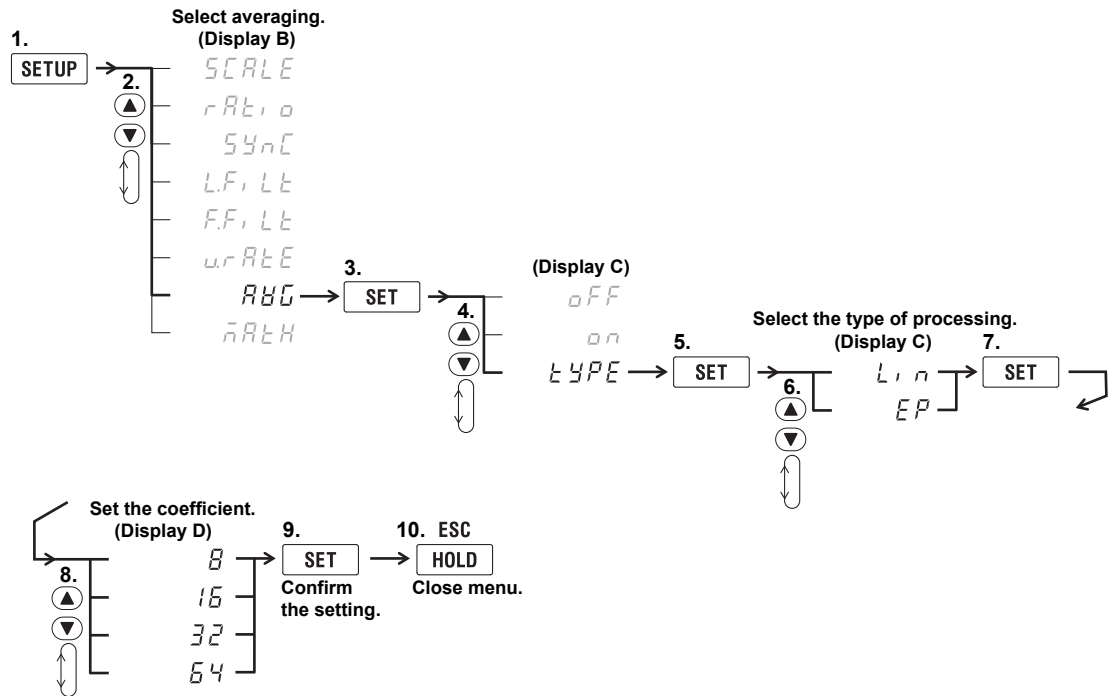 Select averaging.
(Display B)
1.
SETUP
2.
SCALE
rAtio
SYnC
L.FiLt
F.FiLt
u.rAtE
AVG
mAtH
3.
SET
4.
(Display C)
oFF
on
tYPE
5.
SET
Select the type of processing.
(Display C)
6.
Lin
EP
7.
SET
Set the coefficient.
(Display D)
8.
8
16
32
64
9.
SET
Confirm
the setting.
10. ESC
HOLD
Close menu.